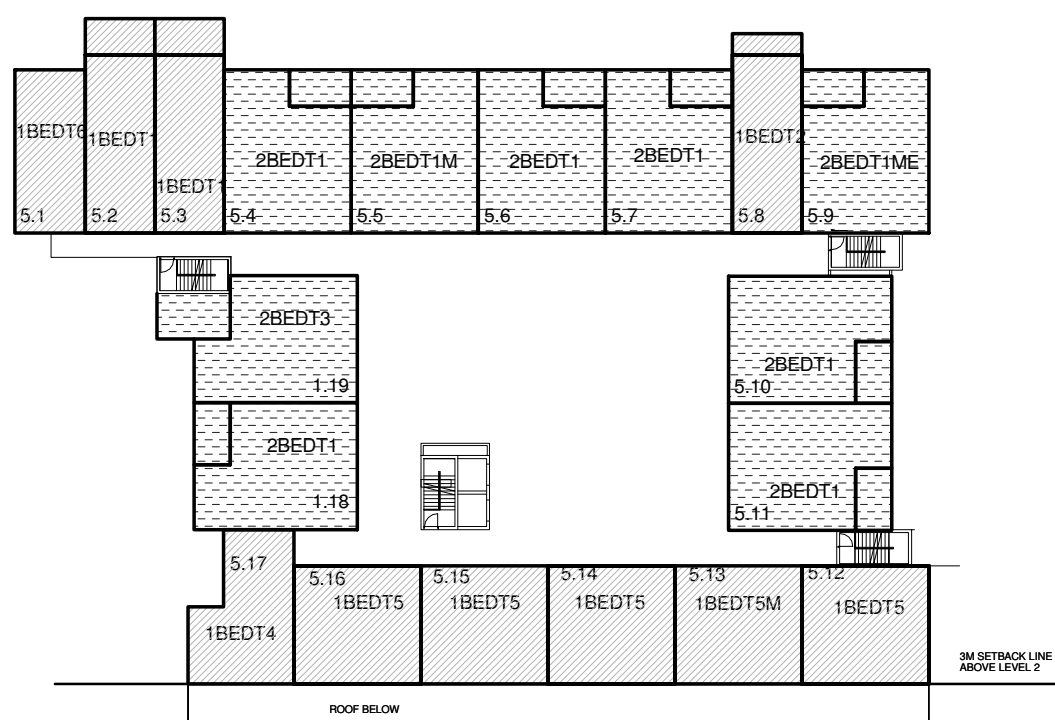 1BEDT6
1BEDT1
1BEDT1
2BEDT1
2BEDT1M
2BEDT1
2BEDT1
1BEDT2
2BEDT1ME
5.1
5.2
5.3
5.4
5.5
5.6
5.7
5.8
5.9
2BEDT3
1.19
2BEDT1
5.10
2BEDT1
1.18
2BEDT1
5.11
5.17
1BEDT4
5.16
1BEDT5
5.15
1BEDT5
5.14
1BEDT5
5.13
1BEDT5M
5.12
1BEDT5
3M SETBACK LINE
ABOVE LEVEL 2
ROOF BELOW